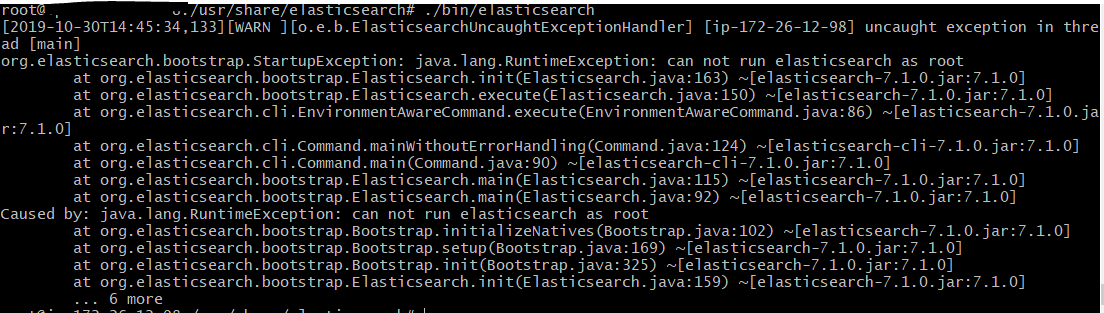 root@ :/usr/share/elasticsearch# ./bin/elasticsearch
[2019-10-30T14:45:34,133][WARN ][o.e.b.ElasticsearchUncaughtExceptionHandler] [ip-172-26-12-98] uncaught exception in thre
ad [main]
org.elasticsearch.bootstrap.StartupException: java.lang.RuntimeException: can not run elasticsearch as root
at org.elasticsearch.bootstrap.Elasticsearch.init(Elasticsearch.java:163) ~[elasticsearch-7.1.0.jar:7.1.0]
at org.elasticsearch.bootstrap.Elasticsearch.execute(Elasticsearch.java:150) ~[elasticsearch-7.1.0.jar:7.1.0]
at org.elasticsearch.cli.EnvironmentAwareCommand.execute(EnvironmentAwareCommand.java:86) ~[elasticsearch-7.1.0.ja
r:7.1.0]
at org.elasticsearch.cli.Command.mainWithoutErrorHandling(Command.java:124) ~[elasticsearch-cli-7.1.0.jar:7.1.0]
at org.elasticsearch.cli.Command.main(Command.java:90) ~[elasticsearch-cli-7.1.0.jar:7.1.0]
at org.elasticsearch.bootstrap.Elasticsearch.main(Elasticsearch.java:115) ~[elasticsearch-7.1.0.jar:7.1.0]
at org.elasticsearch.bootstrap.Elasticsearch.main(Elasticsearch.java:92) ~[elasticsearch-7.1.0.jar:7.1.0]
Caused by: java.lang.RuntimeException: can not run elasticsearch as root
at org.elasticsearch.bootstrap.Bootstrap.initializeNatives(Bootstrap.java:102) ~[elasticsearch-7.1.0.jar:7.1.0]
at org.elasticsearch.bootstrap.Bootstrap.setup(Bootstrap.java:169) ~[elasticsearch-7.1.0.jar:7.1.0]
at org.elasticsearch.bootstrap.Bootstrap.init(Bootstrap.java:325) ~[elasticsearch-7.1.0.jar:7.1.0]
at org.elasticsearch.bootstrap.Elasticsearch.init(Elasticsearch.java:159) ~[elasticsearch-7.1.0.jar:7.1.0]
... 6 more